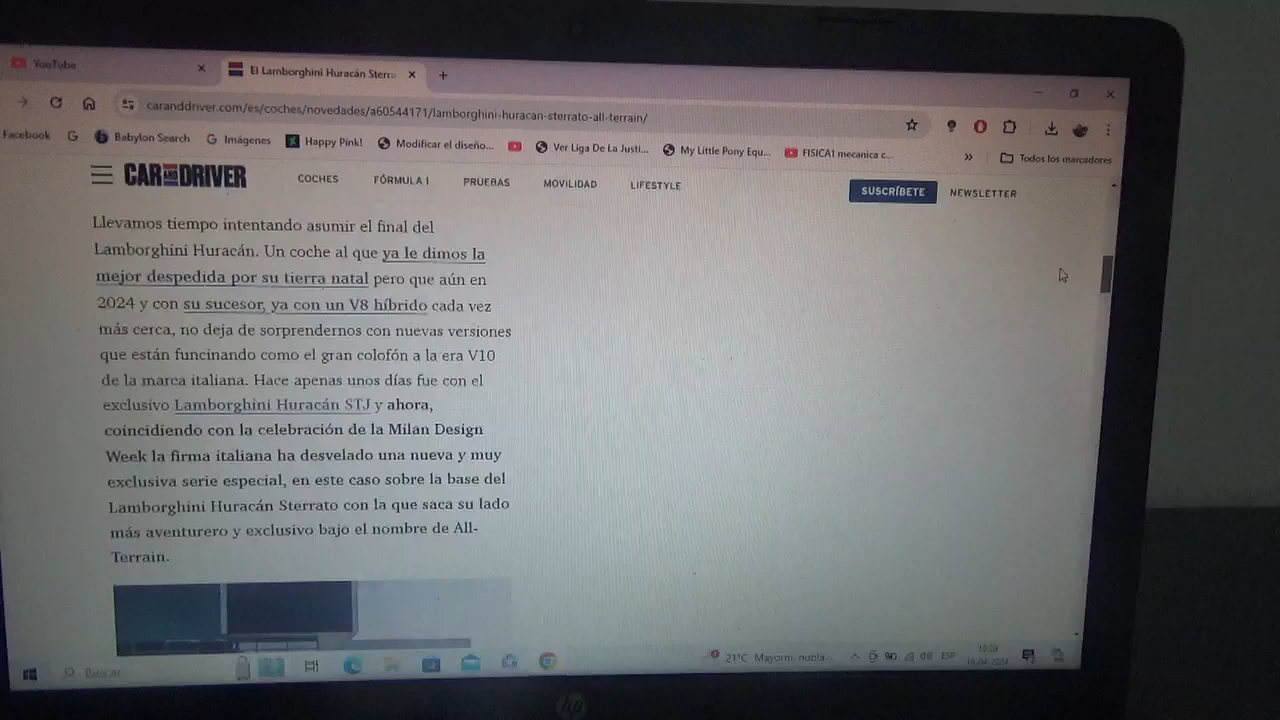 YouTube
El Lamborghini Huracán Sterra
caranddriver.com/es/coches/novedades/a60544171/lamborghini-huracan-sterrato-all-terrain/
Facebook G Babylon Search Imágenes Happy Pink! Modificar el diseño... Ver Liga De La Justi... My Little Pony Equ... FISICA1 mecanica c... » Todos los marcadores
CAR AND DRIVER COCHES FÓRMULA 1 PRUEBAS MOVILIDAD LIFESTYLE SUSCRÍBETE NEWSLETTER
Llevamos tiempo intentando asumir el final del
Lamborghini Huracán. Un coche al que ya le dimos la
mejor despedida por su tierra natal pero que aún en
2024 y con su sucesor, ya con un V8 híbrido cada vez
más cerca, no deja de sorprendernos con nuevas versiones
que están funcinando como el gran colofón a la era V10
de la marca italiana. Hace apenas unos días fue con el
exclusivo Lamborghini Huracán STJ y ahora,
coincidiendo con la celebración de la Milan Design
Week la firma italiana ha desvelado una nueva y muy
exclusiva serie especial, en este caso sobre la base del
Lamborghini Huracán Sterrato con la que saca su lado
más aventurero y exclusivo bajo el nombre de All-
Terrain.
Buscar 21°C Mayorm. nubla... ESP
hp